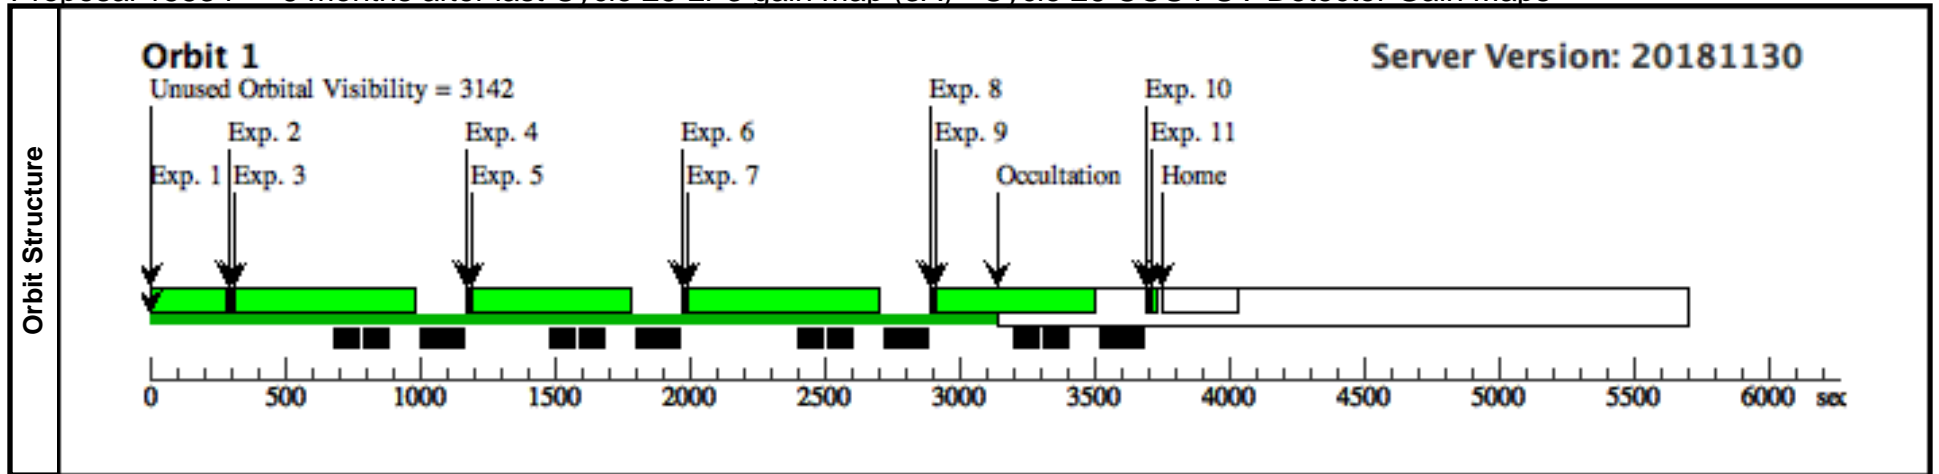 Orbit 1
Server Version: 20181130
Unused Orbital Visibility = 3142
Exp. 8
Exp. 10
Exp. 2
Exp. 4
Exp. 6
Exp. 9
Exp. 11
Exp. 1
Exp. 3
Exp. 5
Exp. 7
Occultation
Home
Orbit Structure
0 500 1000 1500 2000 2500 3000 3500 4000 4500 5000 5500 6000 sec